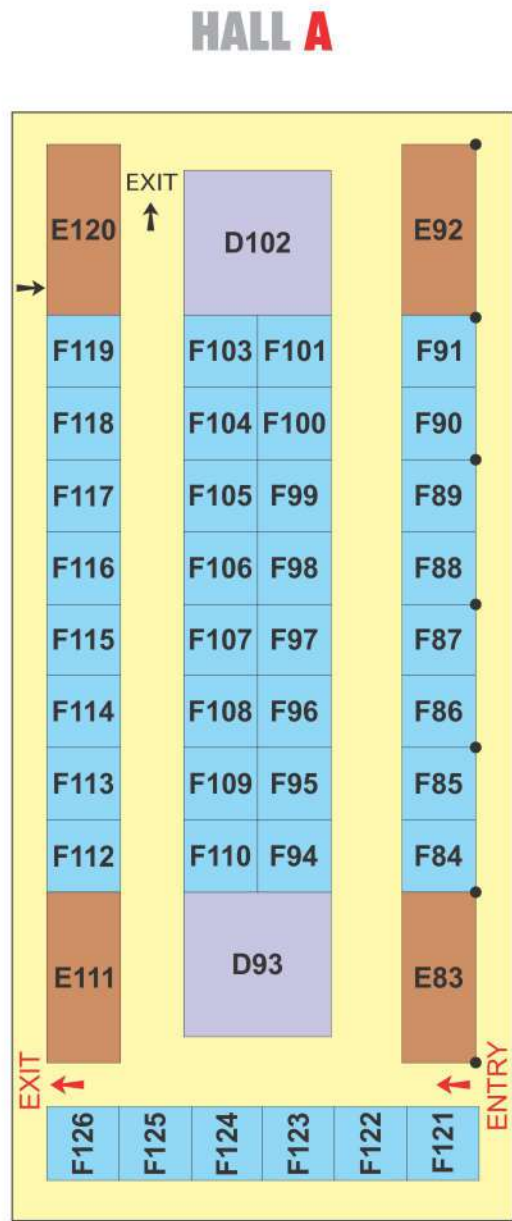 HALL A
EXIT
E120 D102 E92
F119 F103 F101 F91
F118 F104 F100 F90
F117 F105 F99 F89
F116 F106 F98 F88
F115 F107 F97 F87
F114 F108 F96 F86
F113 F109 F95 F85
F112 F110 F94 F84
E111 D93 E83
EXIT ENTRY
F126 F125 F124 F123 F122 F121